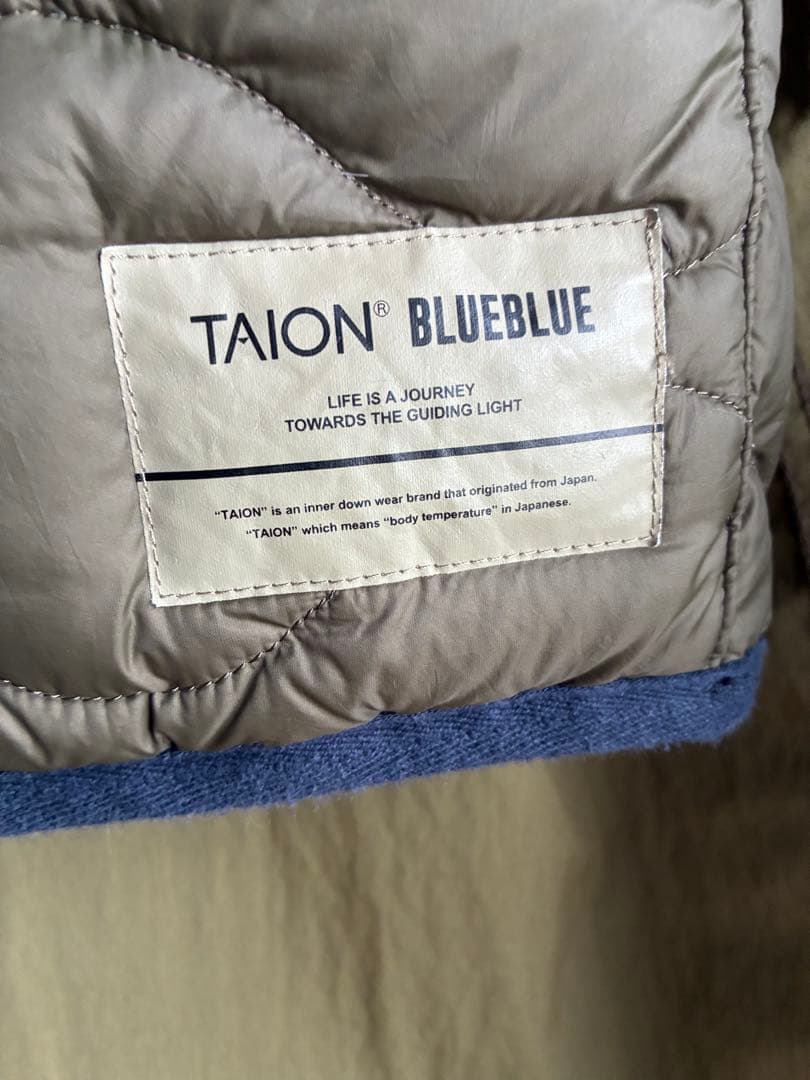 TAION® BLUEBLUE
LIFE IS A JOURNEY
TOWARDS THE GUIDING LIGHT
“TAION” is an inner down wear brand that originated from Japan.
“TAION” which means “body temperature” in Japanese.